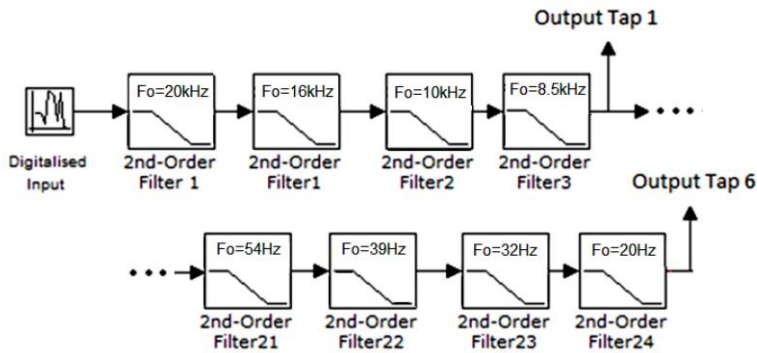 Output Tap 1
Fo=20kHz
Fo=16kHz
Fo=10kHz
Fo=8.5kHz
Digitalised
Input
2nd-Order
Filter 1
2nd-Order
Filter1
2nd-Order
Filter2
2nd-Order
Filter3
Output Tap 6
Fo=54Hz
Fo=39Hz
Fo=32Hz
Fo=20Hz
2nd-Order
Filter21
2nd-Order
Filter22
2nd-Order
Filter23
2nd-Order
Filter24